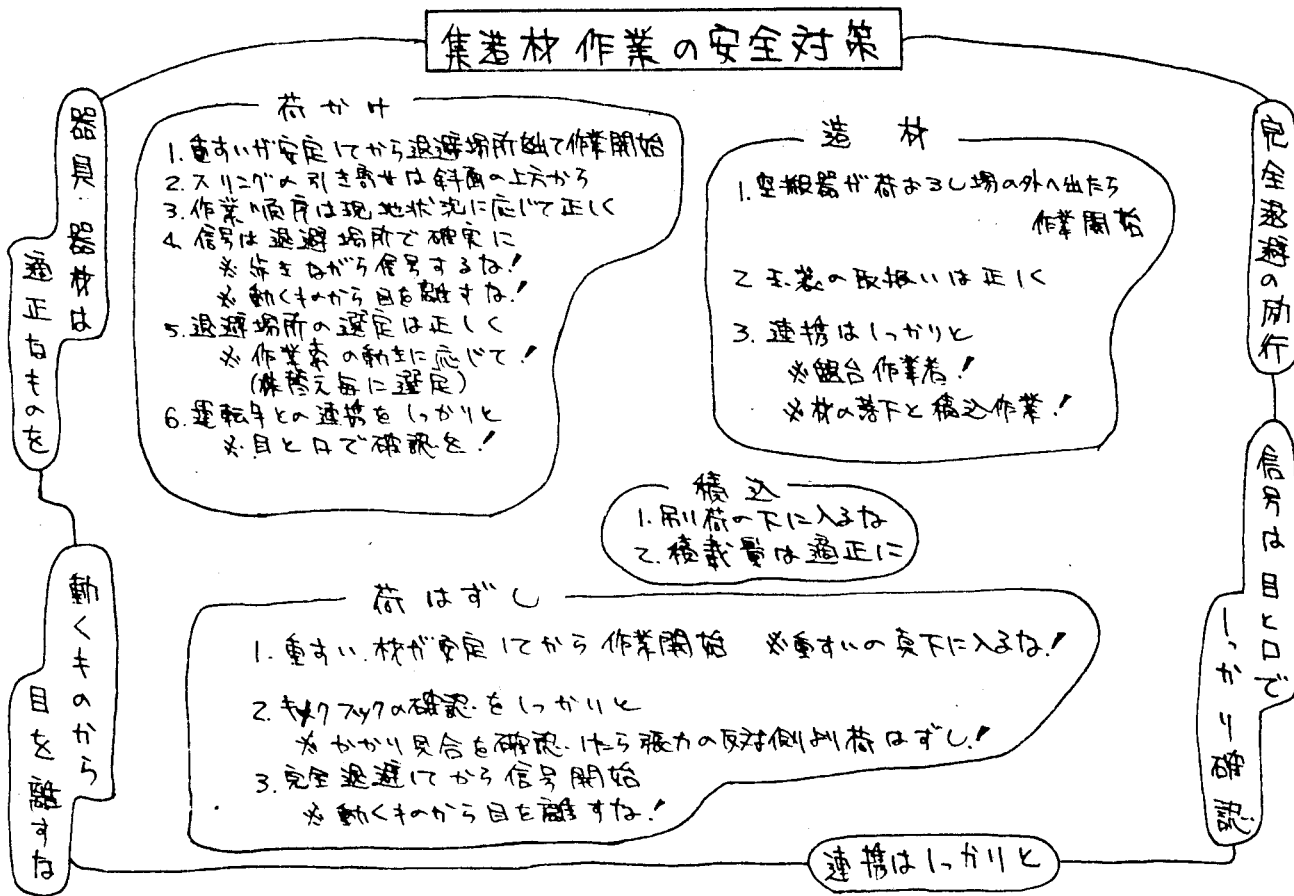 集造材作業の安全対策
器具 器材は
適正なものを
動くものから
目を離すな
荷かけ
1. 重すいが安定してから退避場所を出て作業開始
2. スリングの引き寄せは斜面の上方から
3. 作業順序は現地状況に応じて正しく
4. 信号は退避場所で確実に
※ 歩きながら信号するな!
※ 動くものから目を離すな!
5. 退避場所の選定は正しく
※ 作業索の動きに応じて!
(株替え毎に選定)
6. 運転手との連携をしっかりと
※ 目と口で確認を!
造材
1. 空搬器が荷おろし場の外へ出たら
作業開始
2. 玉装の取扱いは正しく
3. 連携はしっかりと
※盤台作業者!
※材の落下と積込作業!
積込
1. 吊り荷の下に入るな
2. 積載量は適正に
荷はずし
1. 重すい、材が安定してから作業開始 ※重すいの真下に入るな!
2. キックフックの確認をしっかりと
※ かかり具合を確認したら張力の反対側より荷はずし!
3. 完全退避してから信号開始
※ 動くものから目を離すな!
完全退避の励行
信号は目と口で
しっかり確認
連携はしっかりと